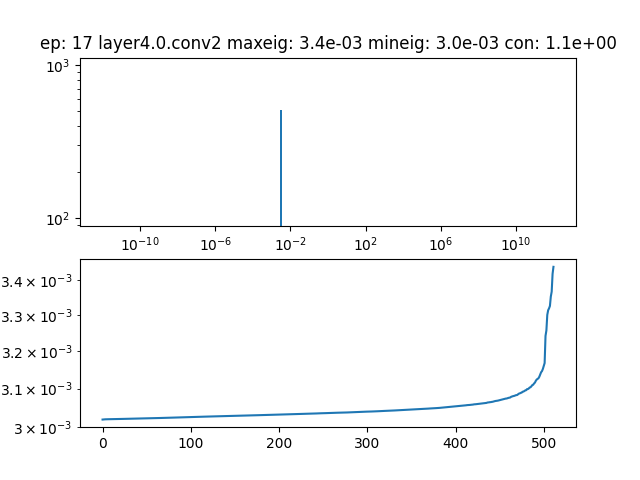 ep: 17 layer4.0.conv2 maxeig: 3.4e-03 mineig: 3.0e-03 con: 1.1e+00
10³
10²
10⁻¹⁰ 10⁻⁶ 10⁻² 10² 10⁶ 10¹⁰
3.4 × 10⁻³
3.3 × 10⁻³
3.2 × 10⁻³
3.1 × 10⁻³
3 × 10⁻³
0 100 200 300 400 500